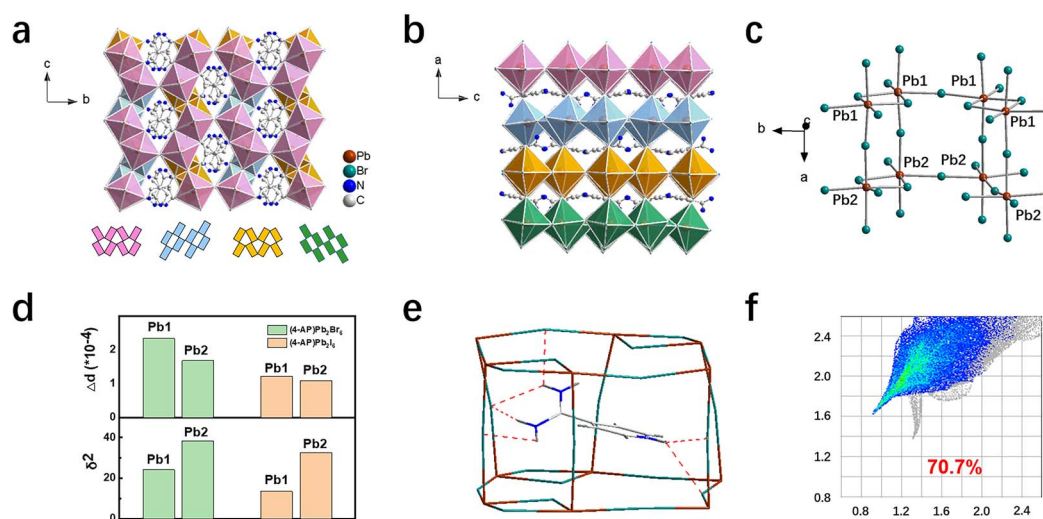 a
c
b
Pb
Br
N
C
b
a
c
c
Pb1
Pb1
Pb1
Pb1
b
c
a
Pb2
Pb2
Pb2
Pb2
d
△d (*10-4)
2
1
0
Pb1
Pb2
Pb1
Pb2
(4-AP)Pb2Br6
(4-AP)Pb2I6
δ2
40
20
0
Pb1
Pb2
Pb1
Pb2
e
f
2.4
2.0
1.6
1.2
0.8
70.7%
0.8 1.2 1.6 2.0 2.4